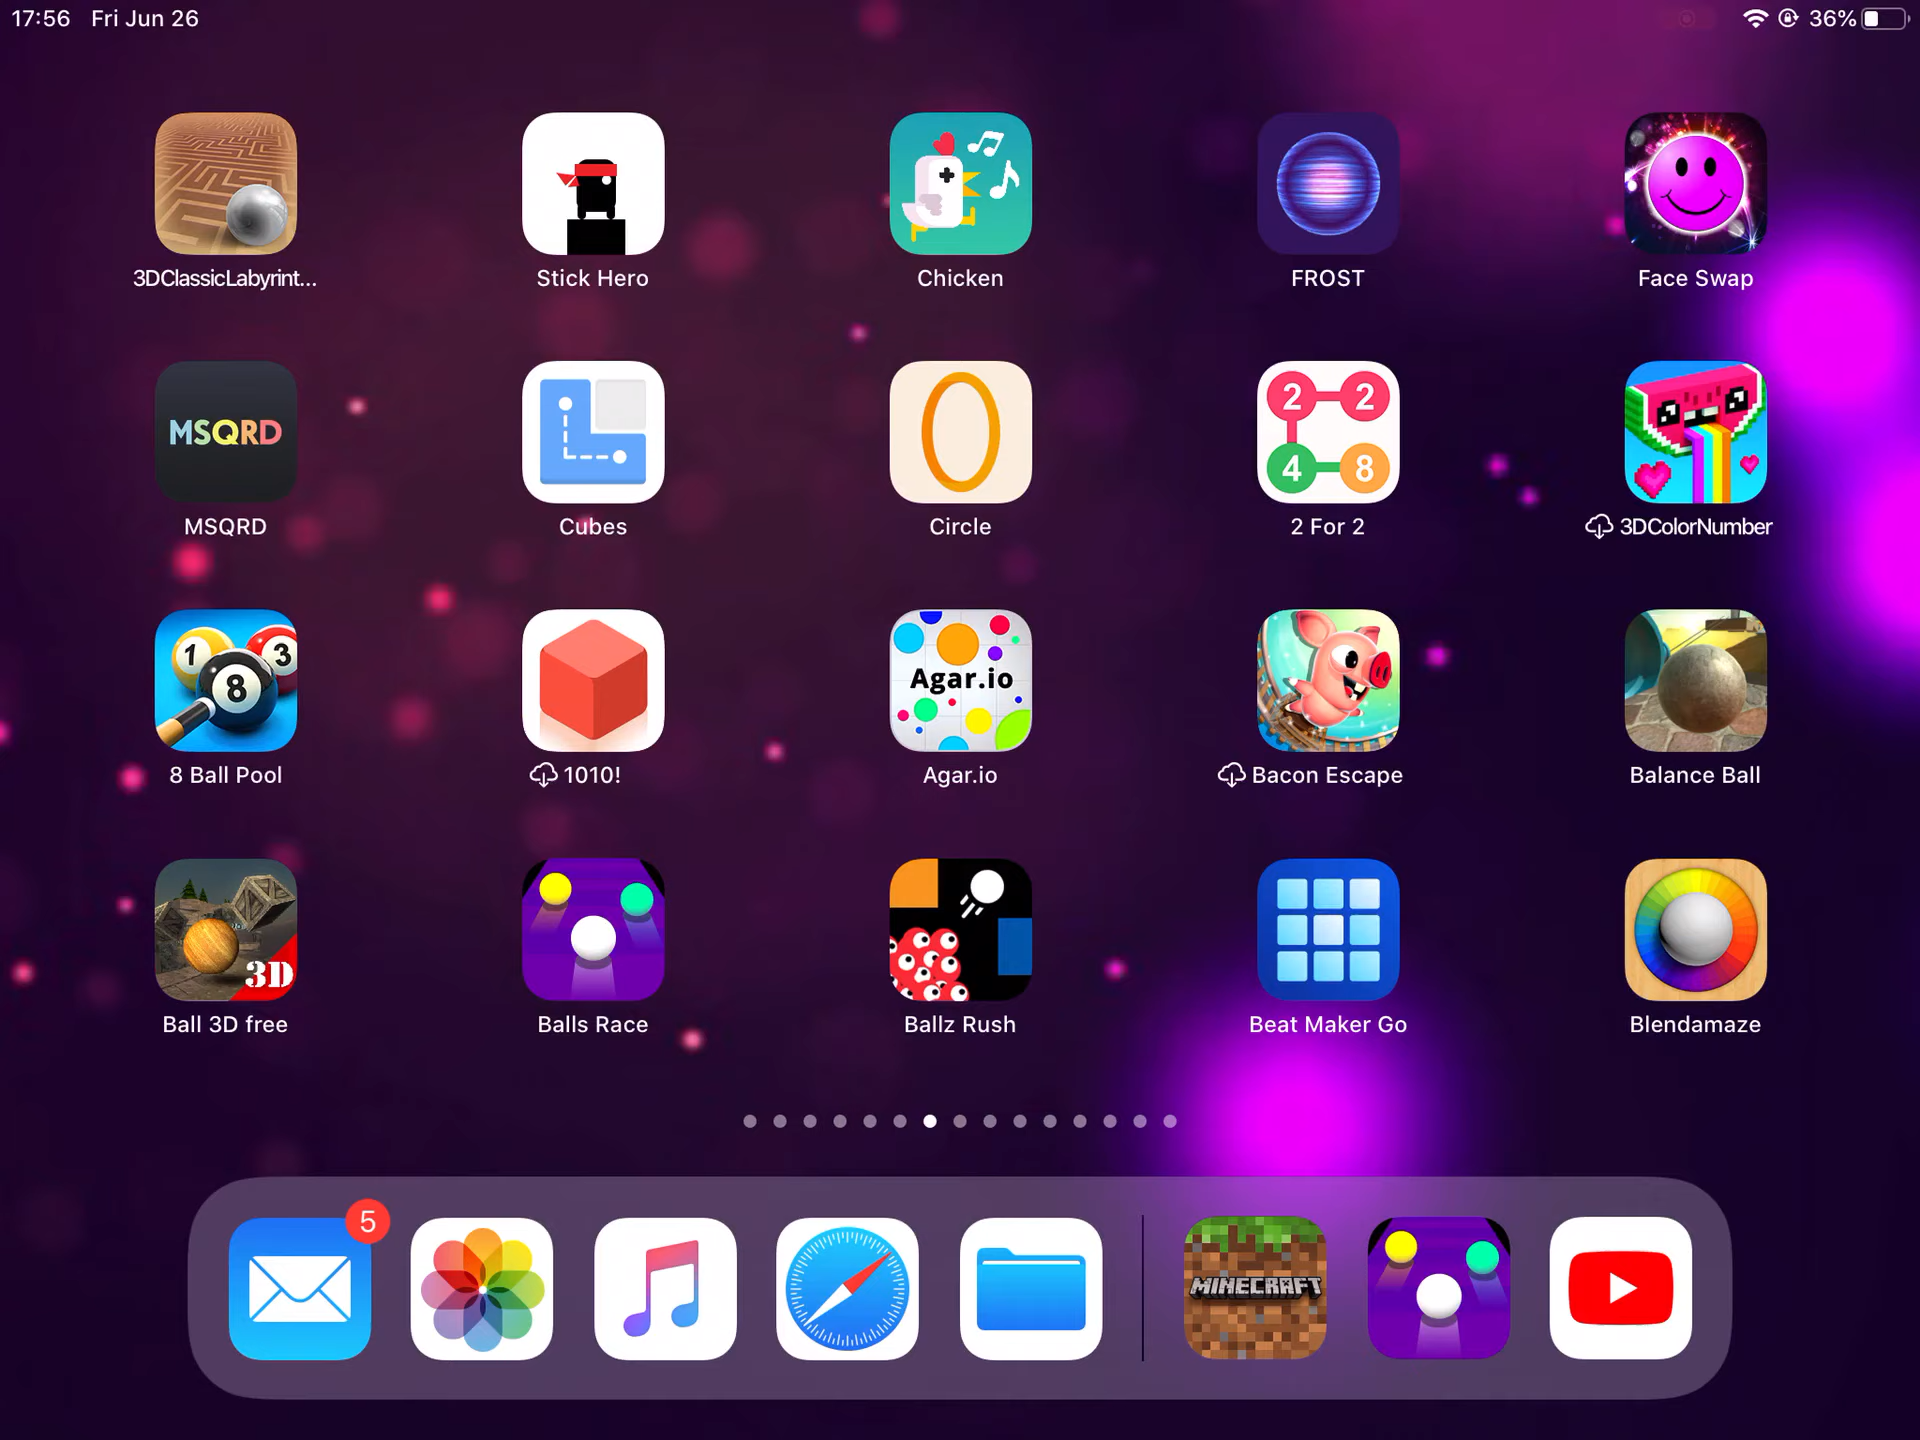 17:56 Fri Jun 26 36%
3DClassicLabyrint... Stick Hero Chicken FROST Face Swap
MSQRD
2 2
4 8
MSQRD Cubes Circle 2 For 2 3DColorNumber
1 3
8
Agar.io
8 Ball Pool 1010! Agar.io Bacon Escape Balance Ball
3D
Ball 3D free Balls Race Ballz Rush Beat Maker Go Blendamaze
5
MINECRAFT